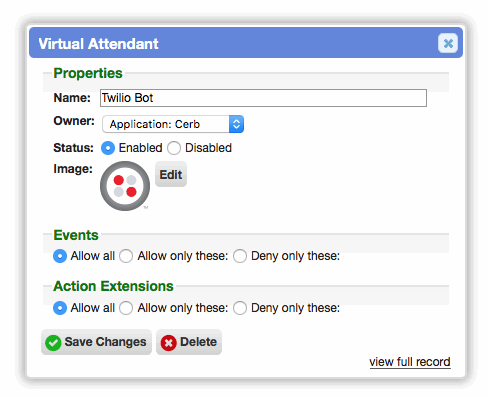 Virtual Attendant
Properties
Name: Twilio Bot
Owner: Application: Cerb
Status: Enabled Disabled
Image: Edit
TM
Events
Allow all Allow only these: Deny only these:
Action Extensions
Allow all Allow only these: Deny only these:
Save Changes Delete
view full record